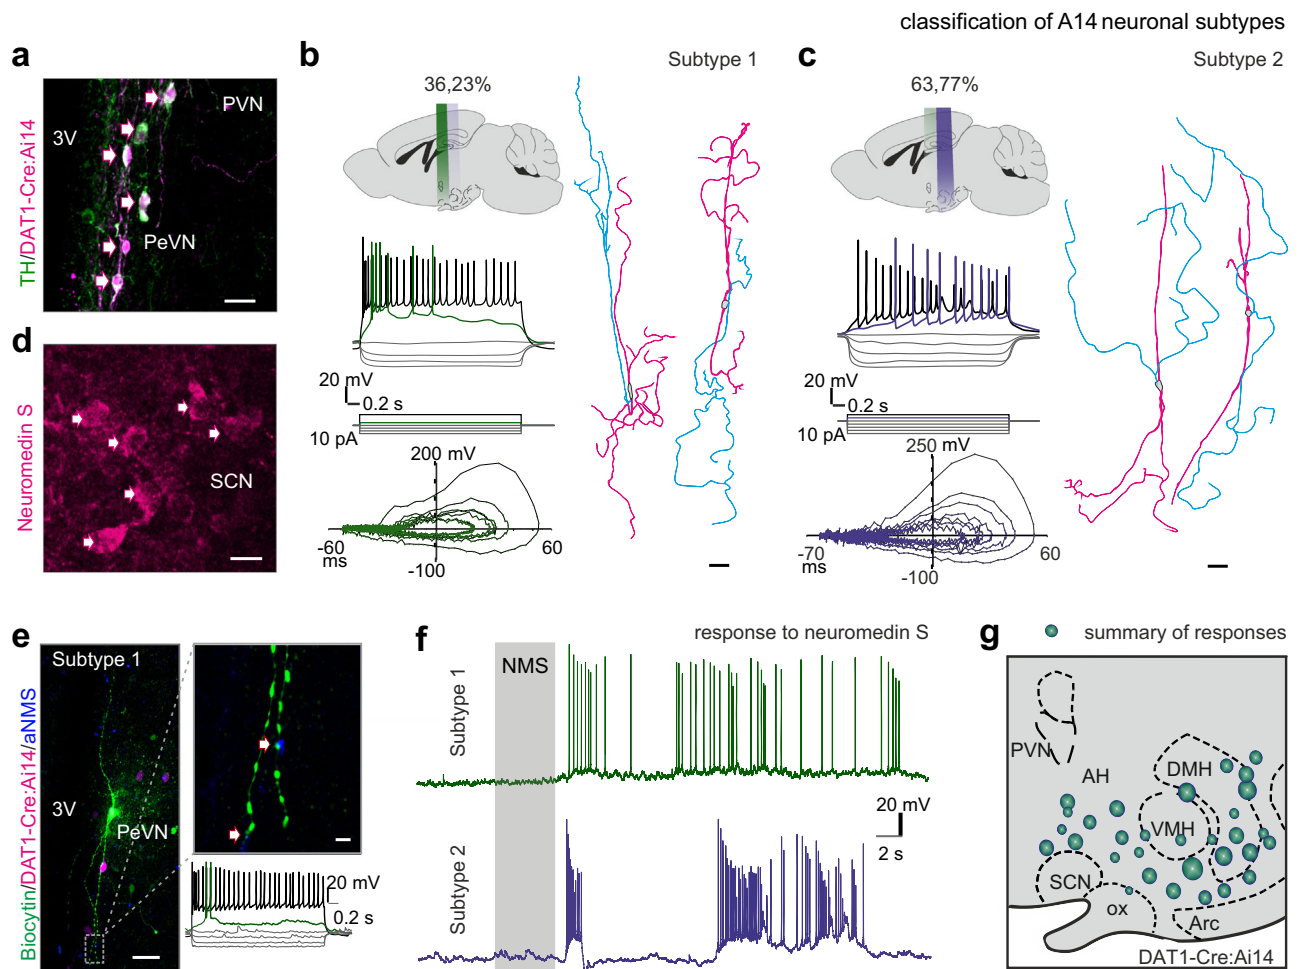 classification of A14 neuronal subtypes
a
TH/DAT1-Cre:Ai14
3V
PVN
PeVN
b
Subtype 1
36,23%
20 mV
0.2 s
10 pA
200 mV
-60
ms
60
-100
c
Subtype 2
63,77%
20 mV
0.2 s
10 pA
250 mV
-70
ms
60
-100
d
Neuromedin S
SCN
e
Biocytin/DAT1-Cre:Ai14/aNMS
Subtype 1
3V
PeVN
20 mV
0.2 s
f
response to neuromedin S
NMS
Subtype 1
Subtype 2
20 mV
2 s
g
summary of responses
PVN
AH
DMH
VMH
SCN
ox
Arc
DAT1-Cre:Ai14